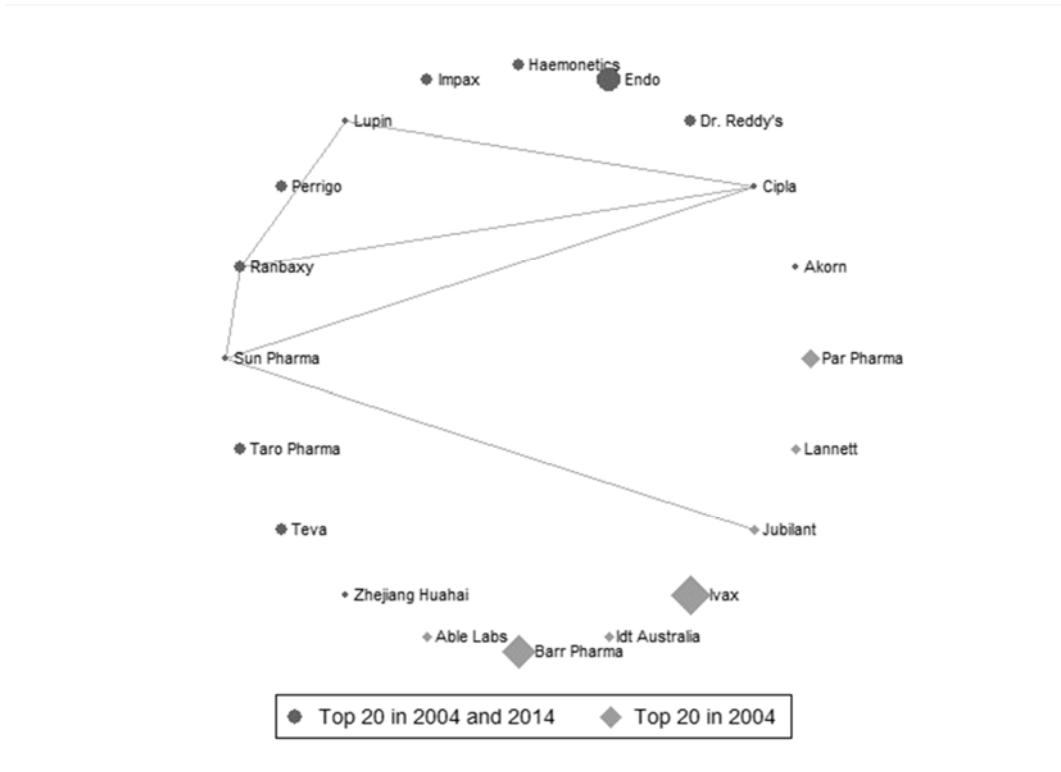 Haemonetics
Impax
Endo
Lupin
Dr. Reddy's
Perrigo
Cipla
Ranbaxy
Akorn
Sun Pharma
Par Pharma
Taro Pharma
Lannett
Teva
Jubilant
Zhejiang Huahai
Ivax
Able Labs
Idt Australia
Barr Pharma
Top 20 in 2004 and 2014
Top 20 in 2004